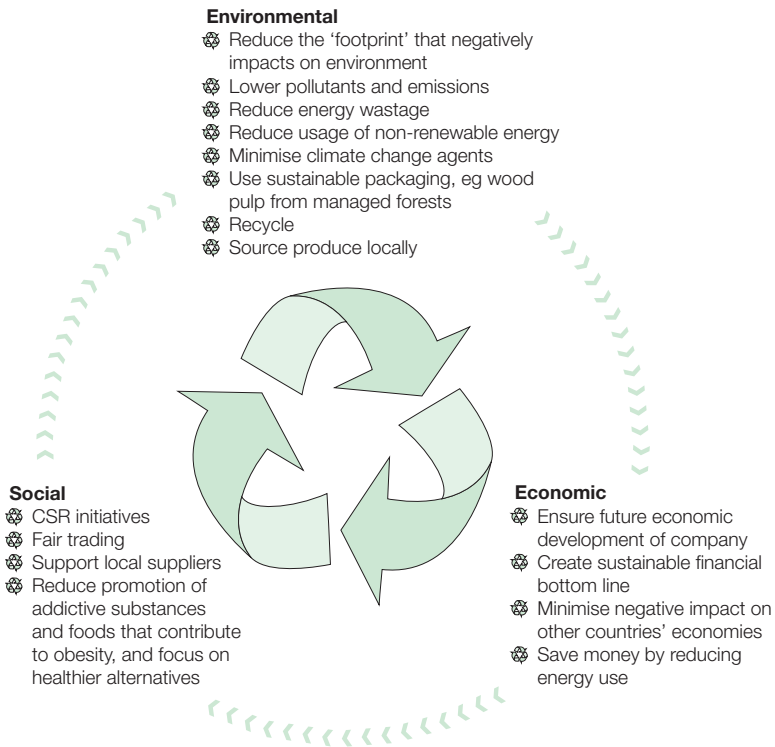 Environmental
Reduce the ‘footprint’ that negatively
impacts on environment
Lower pollutants and emissions
Reduce energy wastage
Reduce usage of non-renewable energy
Minimise climate change agents
Use sustainable packaging, eg wood
pulp from managed forests
Recycle
Source produce locally
Social
CSR initiatives
Fair trading
Support local suppliers
Reduce promotion of
addictive substances
and foods that contribute
to obesity, and focus on
healthier alternatives
Economic
Ensure future economic
development of company
Create sustainable financial
bottom line
Minimise negative impact on
other countries’ economies
Save money by reducing
energy use